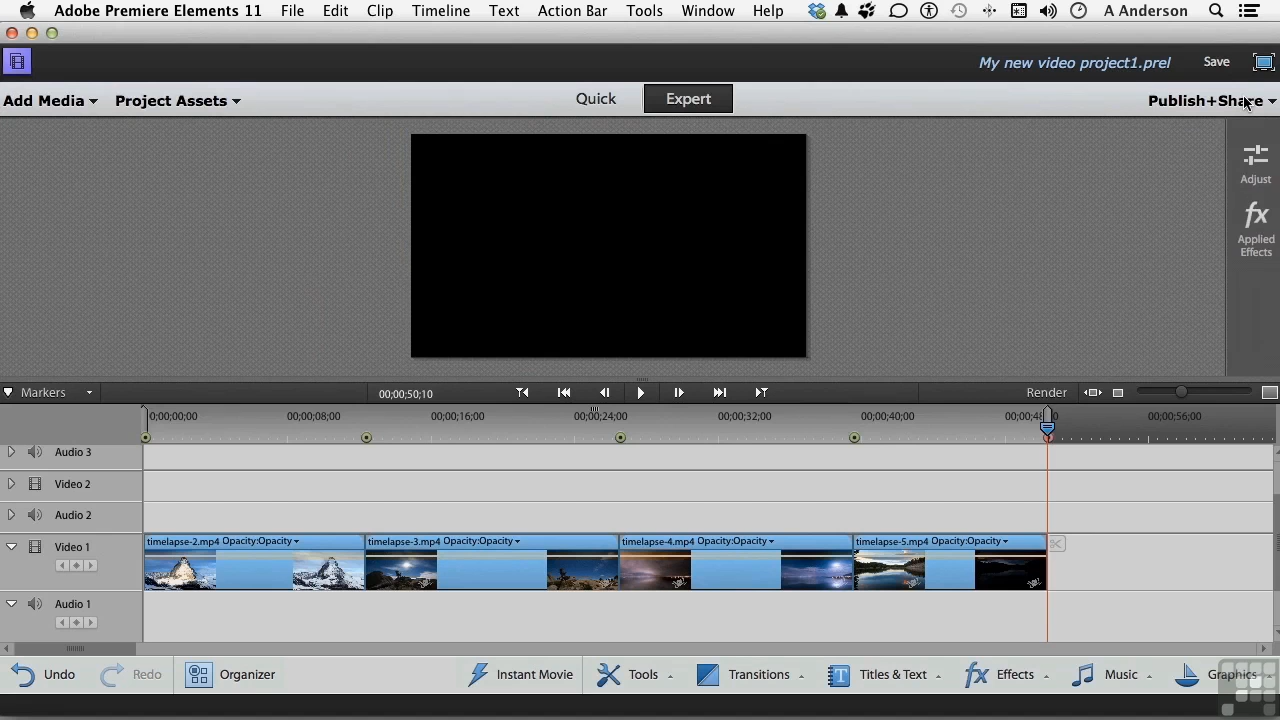 Adobe Premiere Elements 11 File Edit Clip Timeline Text Action Bar Tools Window Help A Anderson
My new video project1.prel Save
Add Media Project Assets Quick Expert Publish+Share
Adjust
fx
Applied
Effects
Markers 00;00;50;10 Render
0;00;00;00 00;00;08;00 00;00;16;00 00;00;24;00 00;00;32;00 00;00;40;00 00;00;56;00
Audio 3
Video 2
Audio 2
Video 1 timelapse-2.mp4 Opacity:Opacity timelapse-3.mp4 Opacity:Opacity timelapse-4.mp4 Opacity:Opacity timelapse-5.mp4 Opacity:Opacity
Audio 1
Undo Redo Organizer Instant Movie Tools Transitions T Titles & Text fx Effects Music Graphics